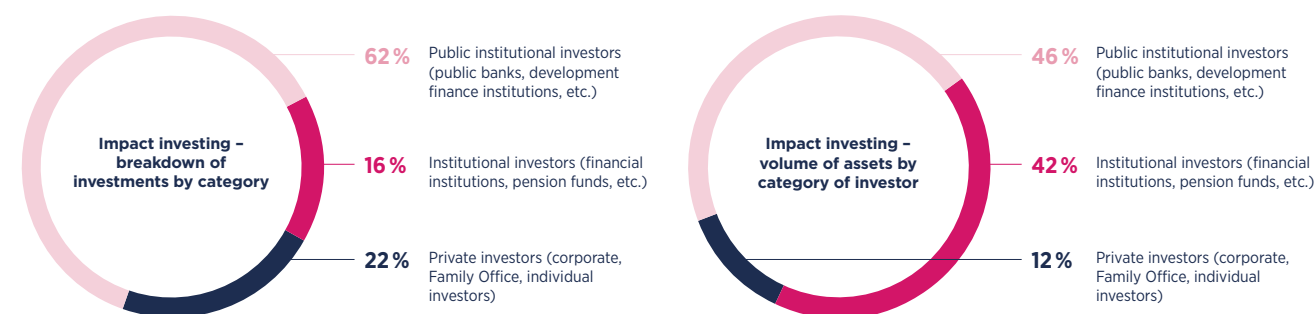 Impact investing –
breakdown of
investments by category
62 %
Public institutional investors
(public banks, development
finance institutions, etc.)
16 %
Institutional investors (financial
institutions, pension funds, etc.)
22 %
Private investors (corporate,
Family Office, individual
investors)
Impact investing –
volume of assets by
category of investor
46 %
Public institutional investors
(public banks, development
finance institutions, etc.)
42 %
Institutional investors (financial
institutions, pension funds, etc.)
12 %
Private investors (corporate,
Family Office, individual
investors)